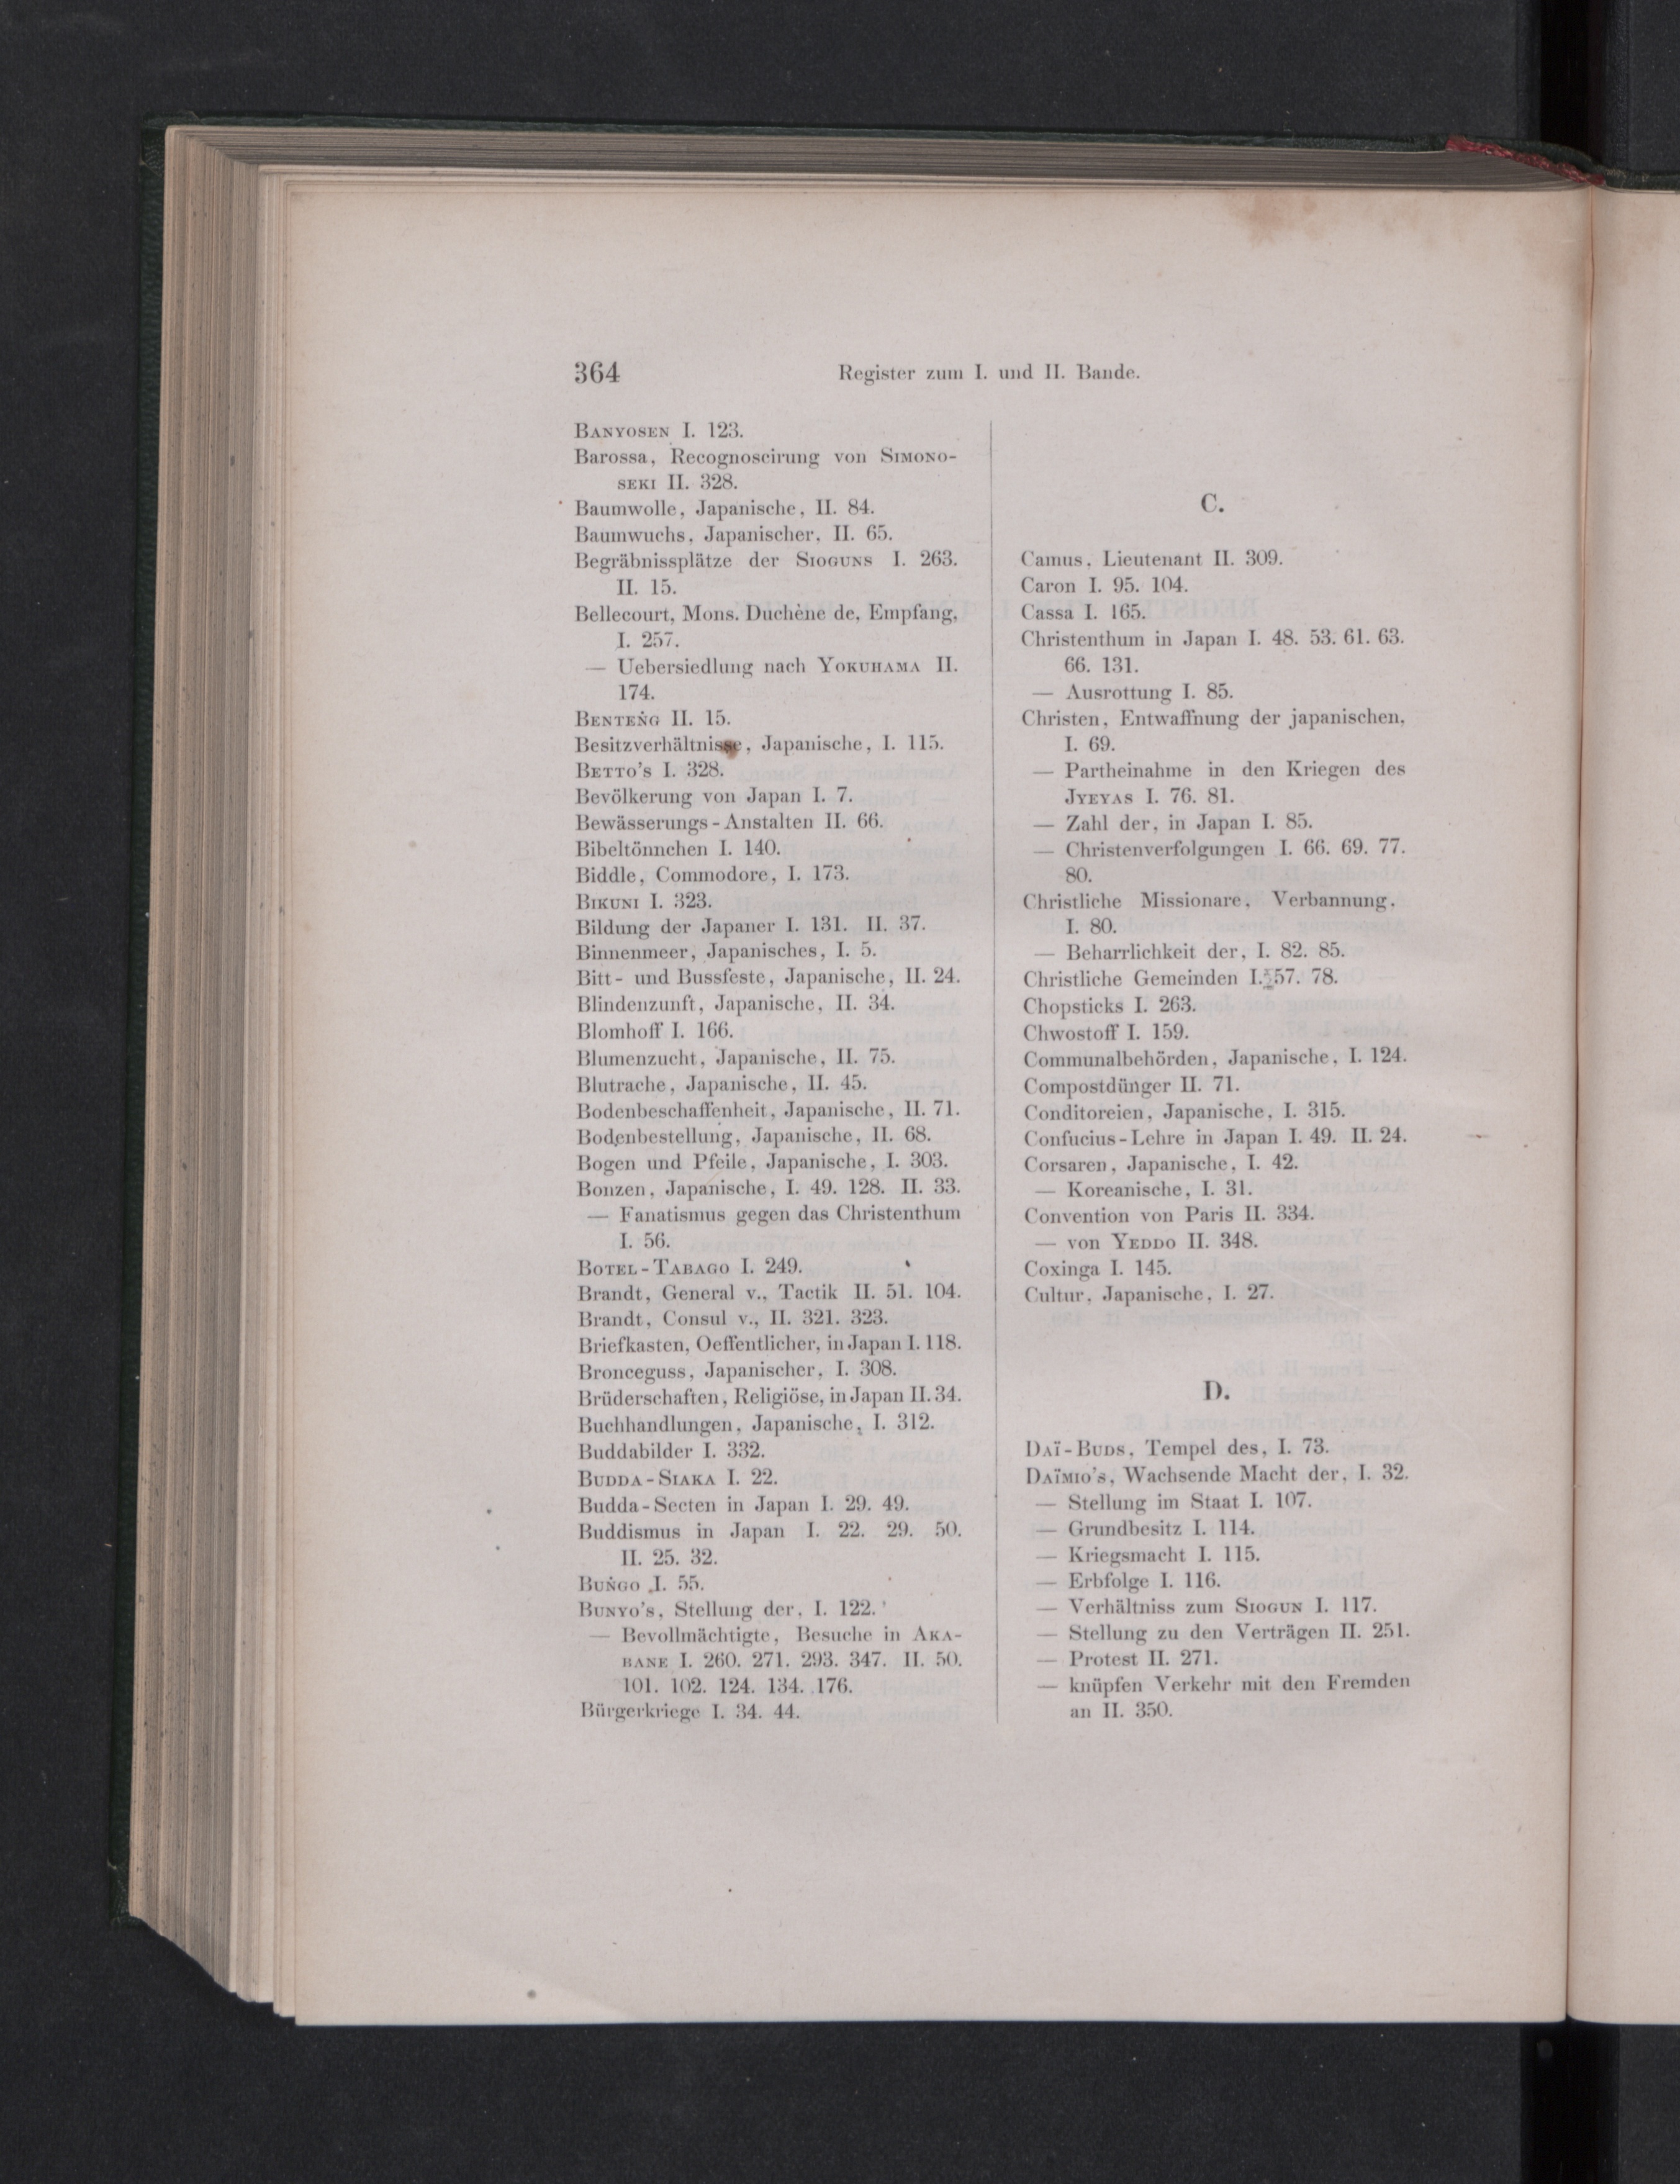 364
Register zum I. und II. Bande.
BANYOSEN I. 123.
Barossa, Recognoscirung von SIMONO-
SEKI II. 328.
Baumwolle, Japanische, II. 84.
Baumwuchs, Japanischer, II. 65.
Begräbnissplätze der SIOGUNS I. 263.
II. 15.
Bellecourt, Mons. Duchène de, Empfang,
I. 257.
— Uebersiedlung nach YOKUHAMA II.
174.
BENTEṄG II. 15.
Besitzverhältnisse, Japanische, I. 115.
BETTO'S I. 328.
Bevölkerung von Japan I. 7.
Bewässerungs-Anstalten II. 66.
Bibeltönnchen I. 140.
Biddle, Commodore, I. 173.
BIKUNI I. 323.
Bildung der Japaner I. 131. II. 37.
Binnenmeer, Japanisches, I. 5.
Bitt- und Bussfeste, Japanische, II. 24.
Blindenzunft, Japanische, II. 34.
Blomhoff I. 166.
Blumenzucht, Japanische, II. 75.
Blutrache, Japanische, II. 45.
Bodenbeschaffenheit, Japanische, II. 71.
Bodenbestellung, Japanische, II. 68.
Bogen und Pfeile, Japanische, I. 303.
Bonzen, Japanische, I. 49. 128. II. 33.
— Fanatismus gegen das Christenthum
I. 56.
BOTEL-TABAGO I. 249.
Brandt, General v., Tactik II. 51. 104.
Brandt, Consul v., II. 321. 323.
Briefkasten, Oeffentlicher, in Japan I. 118.
Bronceguss, Japanischer, I. 308.
Brüderschaften, Religiöse, in Japan II. 34.
Buchhandlungen, Japanische, I. 312.
Buddabilder I. 332.
BUDDA-SIAKA I. 22.
Budda-Secten in Japan I. 29. 49.
Buddismus in Japan I. 22. 29. 50.
II. 25. 32.
BUṄGO I. 55.
BUNYO'S, Stellung der, I. 122.
— Bevollmächtigte, Besuche in AKA-
BANE I. 260. 271. 293. 347. II. 50.
101. 102. 124. 134. 176.
Bürgerkriege I. 34. 44.
C.
Camus, Lieutenant II. 309.
Caron I. 95. 104.
Cassa I. 165.
Christenthum in Japan I. 48. 53. 61. 63.
66. 131.
— Ausrottung I. 85.
Christen, Entwaffnung der japanischen,
I. 69.
— Partheinahme in den Kriegen des
JYEYAS I. 76. 81.
— Zahl der, in Japan I. 85.
— Christenverfolgungen I. 66. 69. 77.
80.
Christliche Missionare, Verbannung,
I. 80.
— Beharrlichkeit der, I. 82. 85.
Christliche Gemeinden I. 57. 78.
Chopsticks I. 263.
Chwostoff I. 159.
Communalbehörden, Japanische, I. 124.
Compostdünger II. 71.
Conditoreien, Japanische, I. 315.
Confucius-Lehre in Japan I. 49. II. 24.
Corsaren, Japanische, I. 42.
— Koreanische, I. 31.
Convention von Paris II. 334.
— von YEDDO II. 348.
Coxinga I. 145.
Cultur, Japanische, I. 27.
D.
DAÏ-BUDS, Tempel des, I. 73.
DAÏMIO'S, Wachsende Macht der, I. 32.
— Stellung im Staat I. 107.
— Grundbesitz I. 114.
— Kriegsmacht I. 115.
— Erbfolge I. 116.
— Verhältniss zum SIOGUN I. 117.
— Stellung zu den Verträgen II. 251.
— Protest II. 271.
— knüpfen Verkehr mit den Fremden
an II. 350.